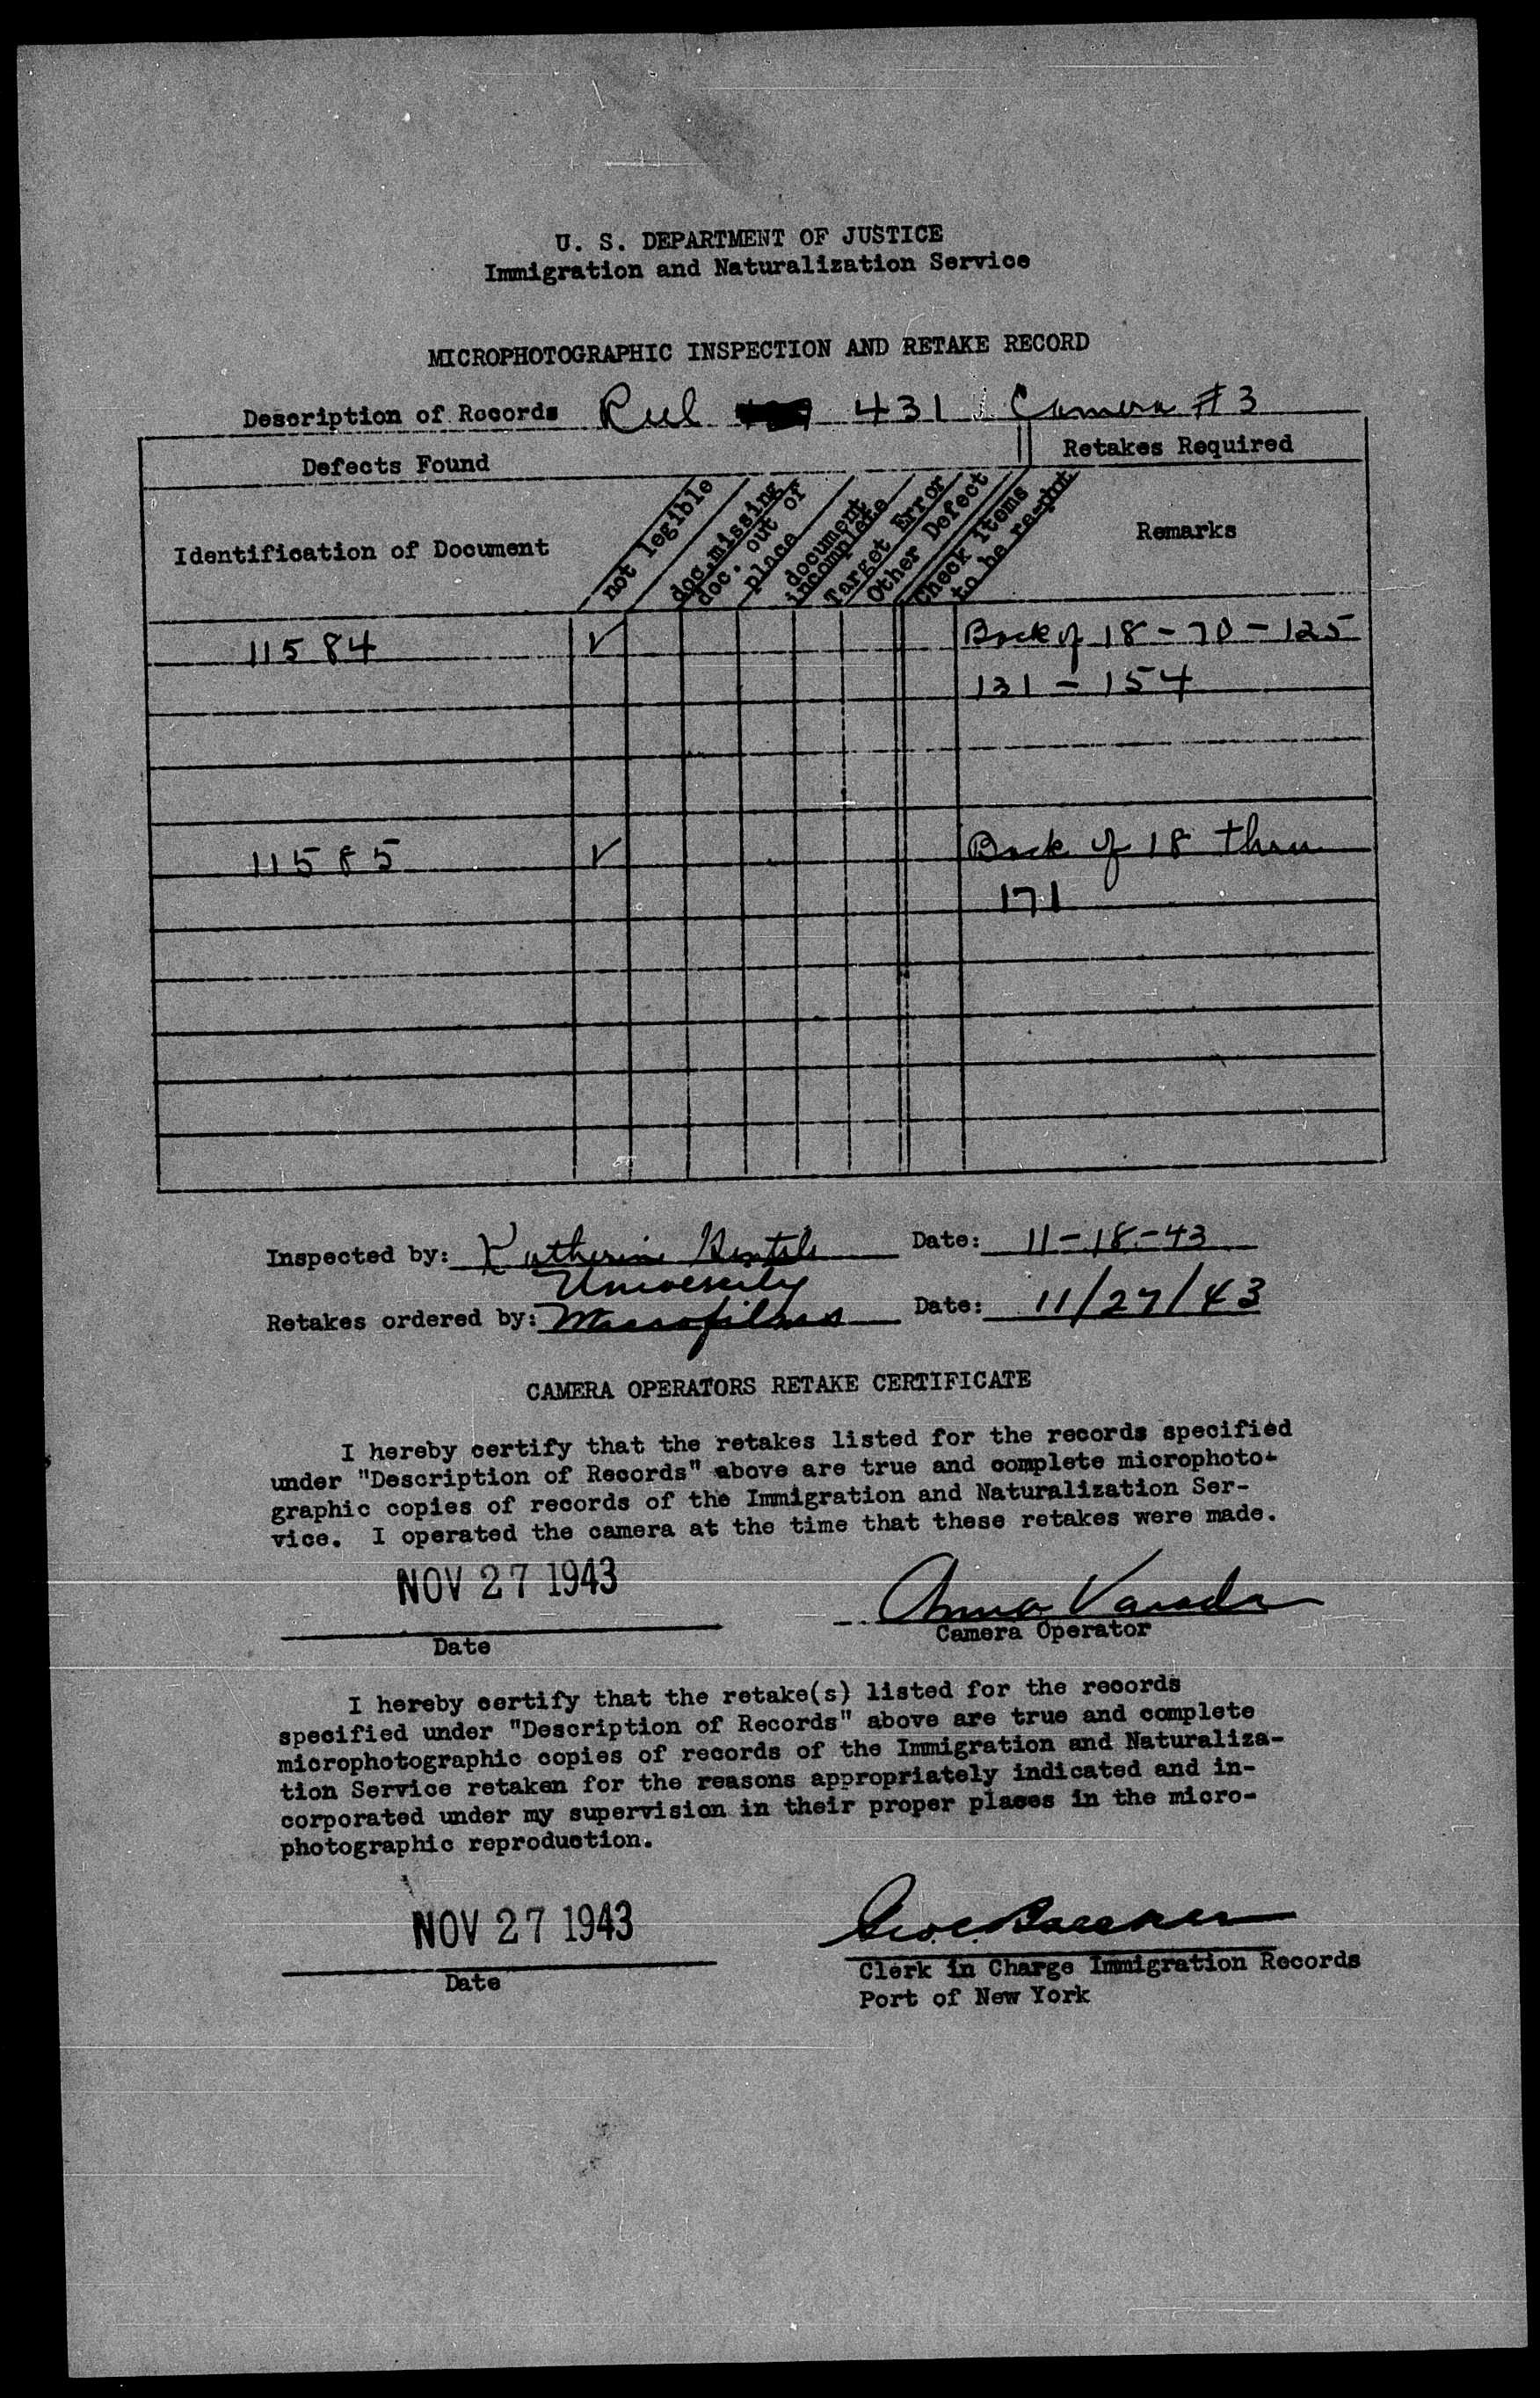 U. S. DEPARTMENT OF JUSTICE
Immigration and Naturalization Service
MICROPHOTOGRAPHIC INSPECTION AND RETAKE RECORD
Description of Records Reel 431 Camera #3
Defects Found
Retakes Required
Identification of Document
not legible
doc. missing
doc. out of
place
document
incomplete
Target Error
Other Defect
Check items
to be re-phot
Remarks
11584 ✓ Back of 18-70-125
131-154
11585 ✓ Back of 18 thru
171
Inspected by: Katherine Date: 11-18-43
University
Retakes ordered by: Microfilms Date: 11/27/43
CAMERA OPERATORS RETAKE CERTIFICATE
I hereby certify that the retakes listed for the records specified
under "Description of Records" above are true and complete microphoto-
graphic copies of records of the Immigration and Naturalization Ser-
vice. I operated the camera at the time that these retakes were made.
NOV 27 1943
Anna
Date
Camera Operator
I hereby certify that the retake(s) listed for the records
specified under "Description of Records" above are true and complete
microphotographic copies of records of the Immigration and Naturaliza-
tion Service retaken for the reasons appropriately indicated and in-
corporated under my supervision in their proper places in the micro-
photographic reproduction.
NOV 27 1943
Date
Clerk in Charge Immigration Records
Port of New York